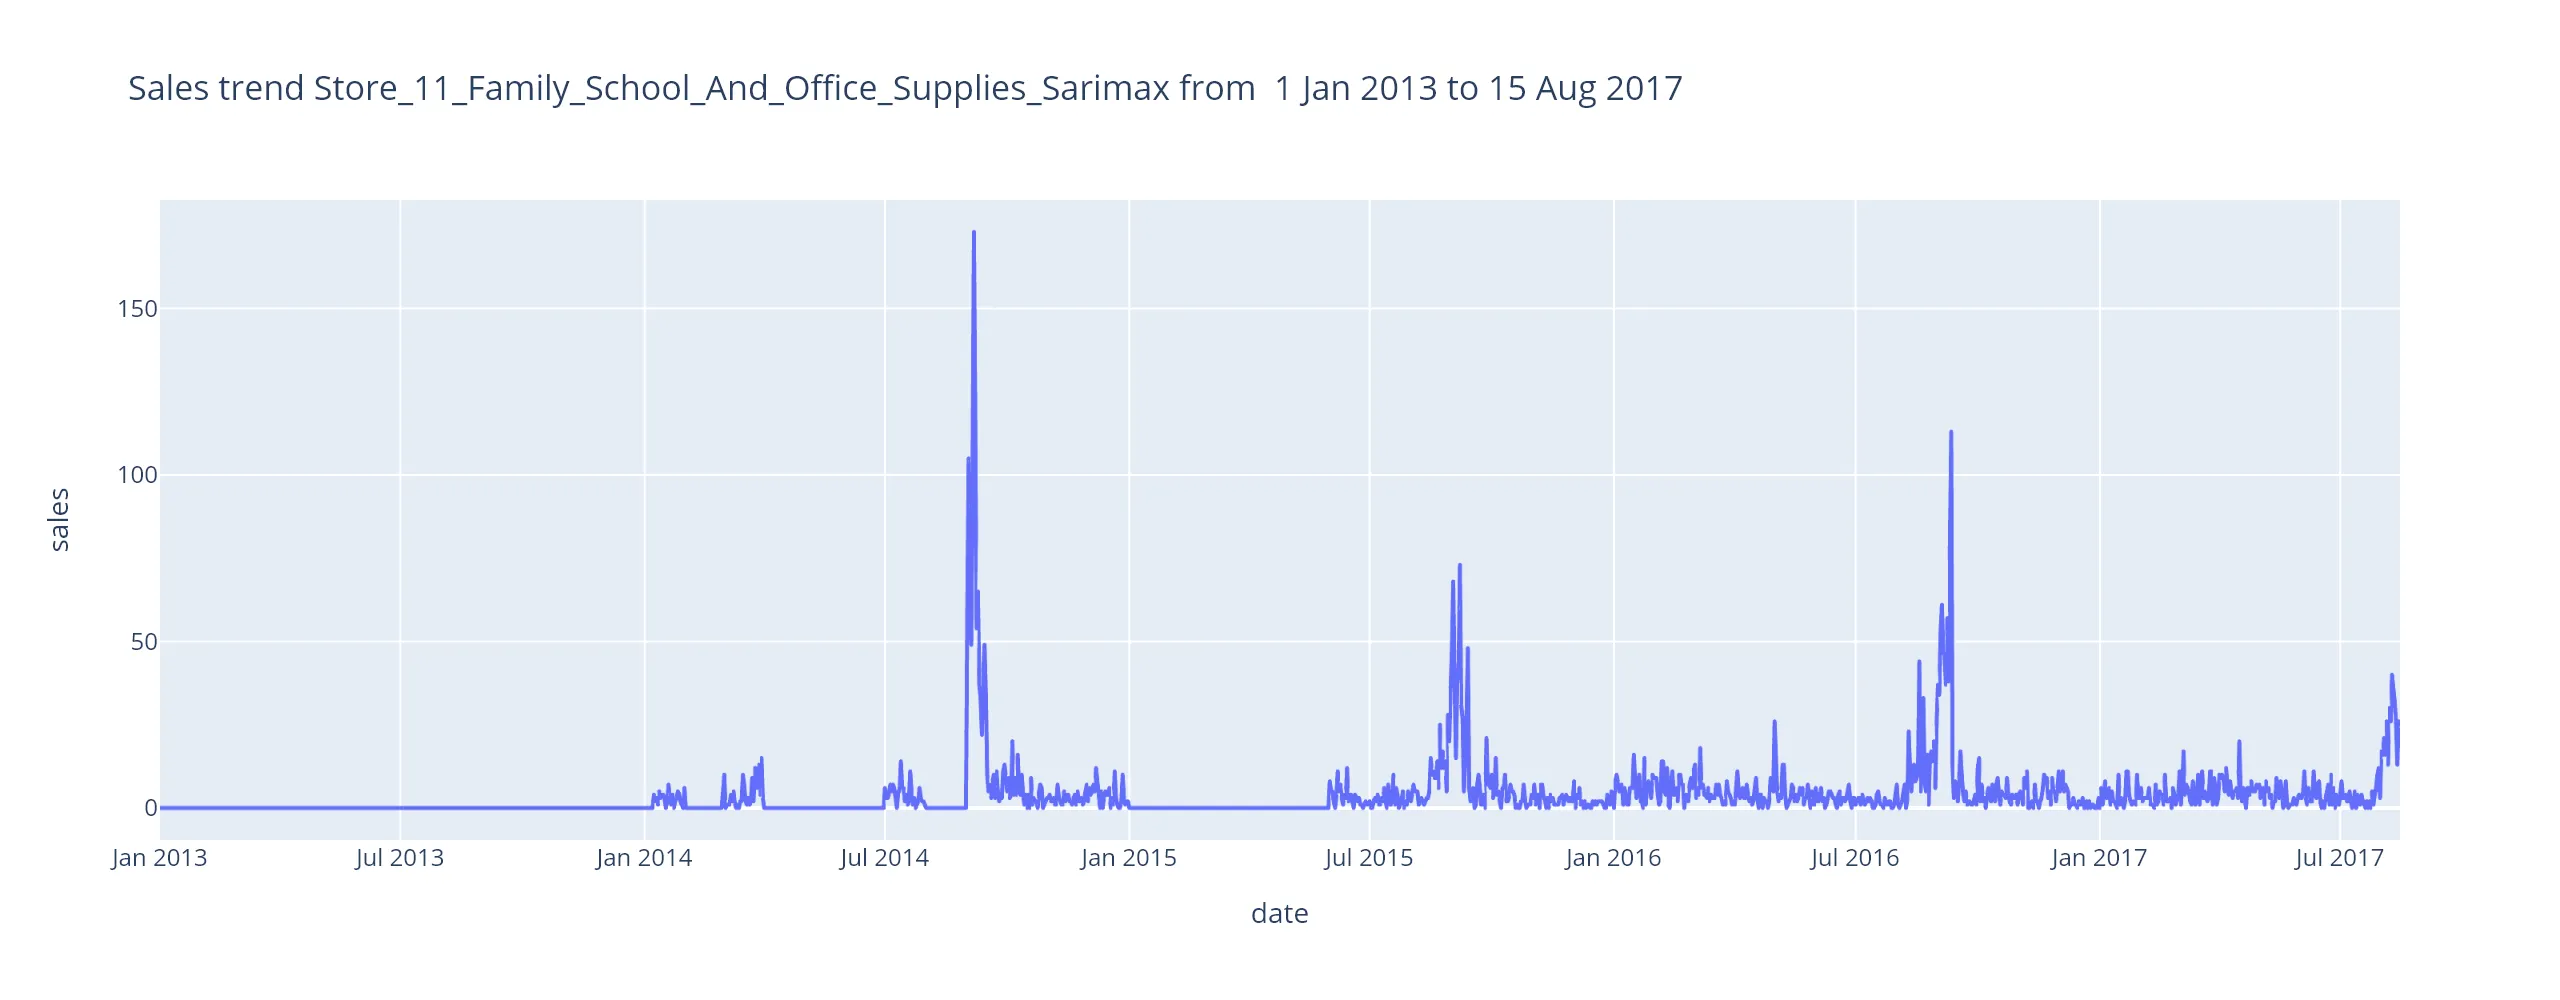 Sales trend Store_11_Family_School_And_Office_Supplies_Sarimax from  1 Jan 2013 to 15 Aug 2017
150
100
50
0
sales
Jan 2013
Jul 2013
Jan 2014
Jul 2014
Jan 2015
Jul 2015
Jan 2016
Jul 2016
Jan 2017
Jul 2017
date